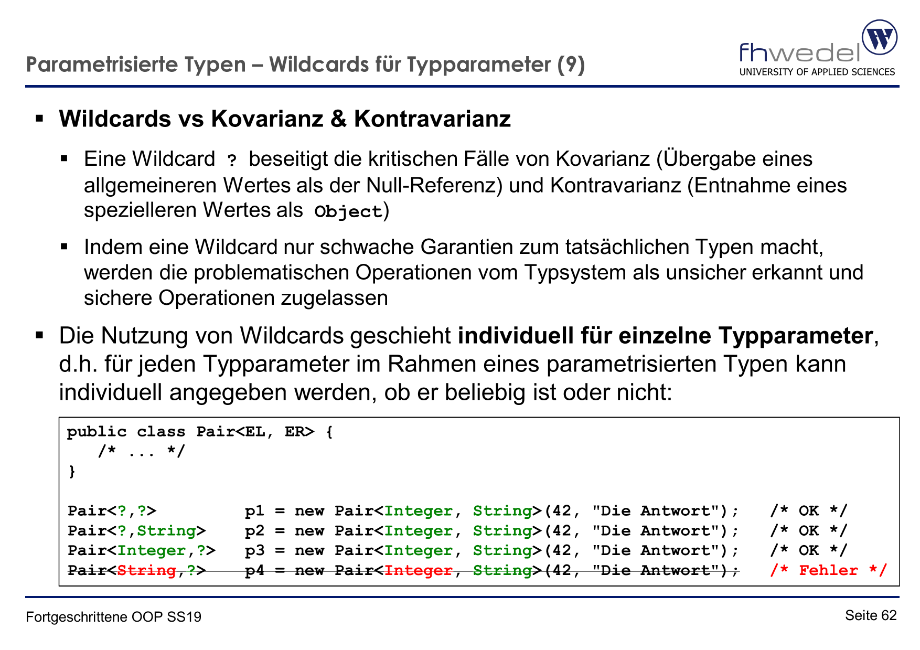 Parametrisierte Typen – Wildcards für Typparameter (9)
fhwedel
UNIVERSITY OF APPLIED SCIENCES
▪ Wildcards vs Kovarianz & Kontravarianz
▪ Eine Wildcard ? beseitigt die kritischen Fälle von Kovarianz (Übergabe eines
allgemeineren Wertes als der Null-Referenz) und Kontravarianz (Entnahme eines
spezielleren Wertes als Object)
▪ Indem eine Wildcard nur schwache Garantien zum tatsächlichen Typen macht,
werden die problematischen Operationen vom Typsystem als unsicher erkannt und
sichere Operationen zugelassen
▪ Die Nutzung von Wildcards geschieht individuell für einzelne Typparameter,
d.h. für jeden Typparameter im Rahmen eines parametrisierten Typen kann
individuell angegeben werden, ob er beliebig ist oder nicht:
public class Pair<EL, ER> {
/* ... */
}
Pair<?,?> p1 = new Pair<Integer, String>(42, "Die Antwort"); /* OK */
Pair<?,String> p2 = new Pair<Integer, String>(42, "Die Antwort"); /* OK */
Pair<Integer,?> p3 = new Pair<Integer, String>(42, "Die Antwort"); /* OK */
Pair<String,?> p4 = new Pair<Integer, String>(42, "Die Antwort"); /* Fehler */
Fortgeschrittene OOP SS19
Seite 62